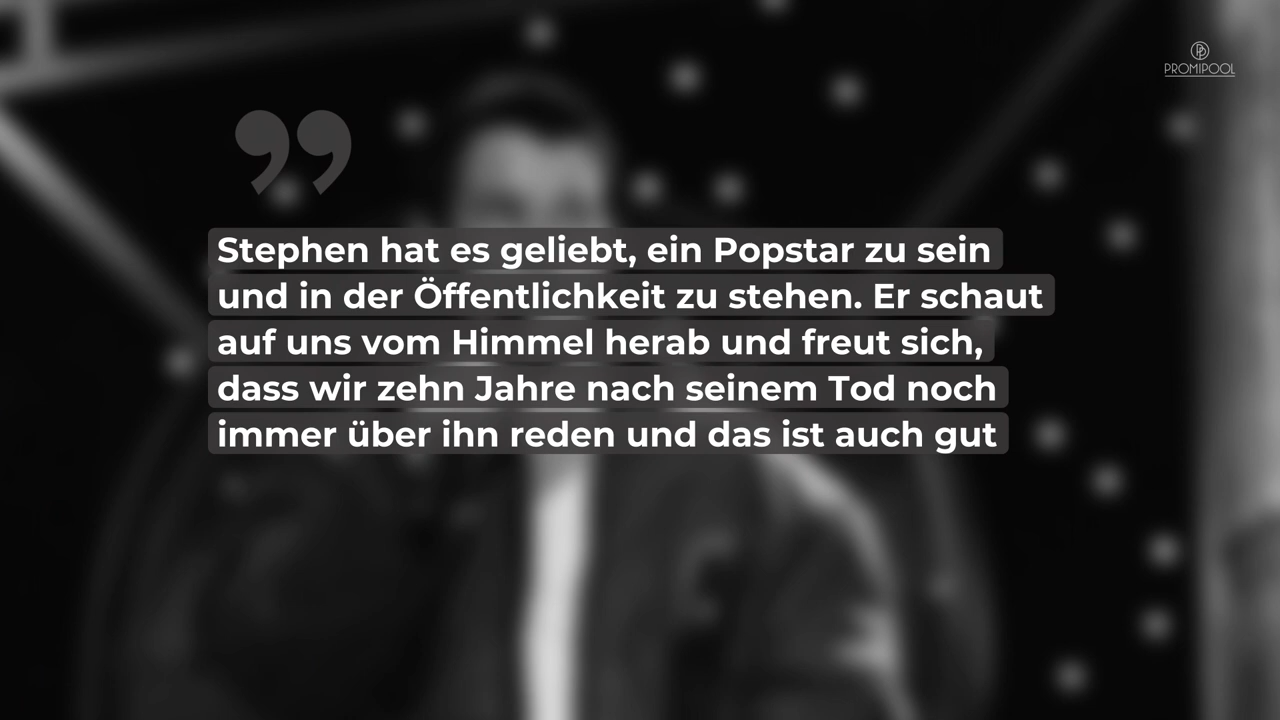 PROMIPOOL
”
Stephen hat es geliebt, ein Popstar zu sein
und in der Öffentlichkeit zu stehen. Er schaut
auf uns vom Himmel herab und freut sich,
dass wir zehn Jahre nach seinem Tod noch
immer über ihn reden und das ist auch gut